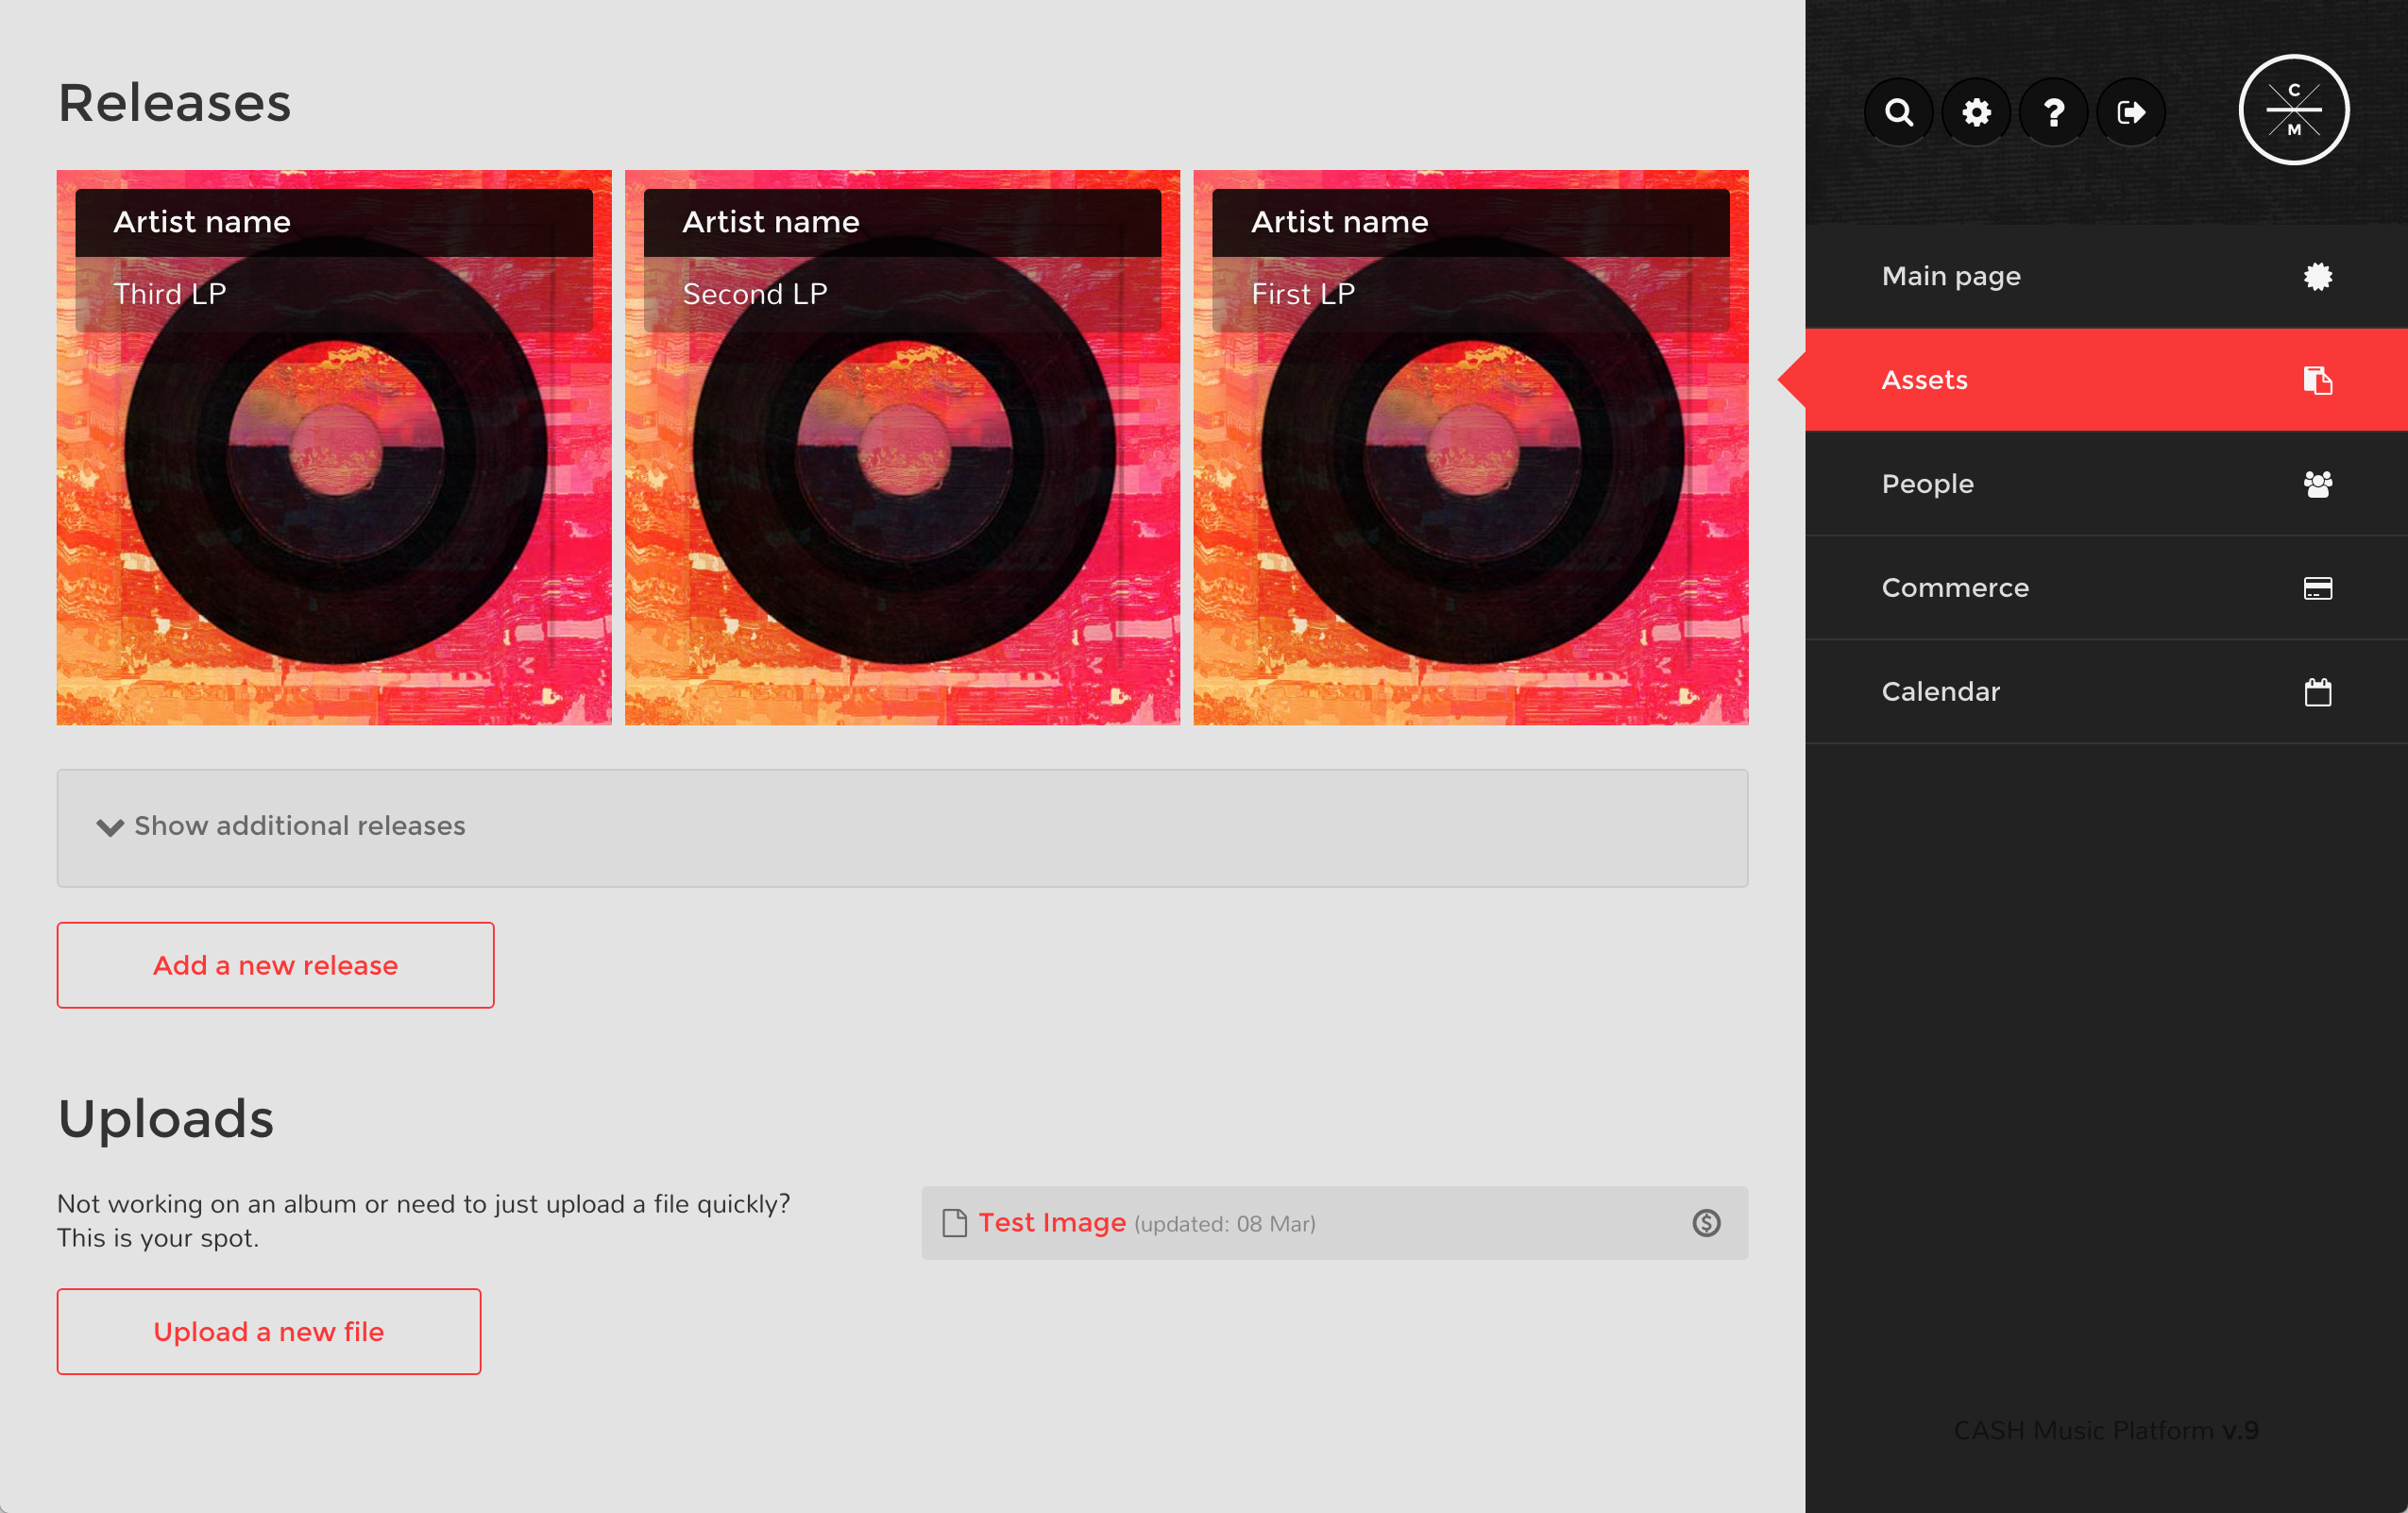 Releases
Artist name
Third LP
Artist name
Second LP
Artist name
First LP
Show additional releases
Add a new release
Uploads
Not working on an album or need to just upload a file quickly?
This is your spot.
Upload a new file
Test Image (updated: 08 Mar)
C
M
Main page
Assets
People
Commerce
Calendar
CASH Music Platform v.9